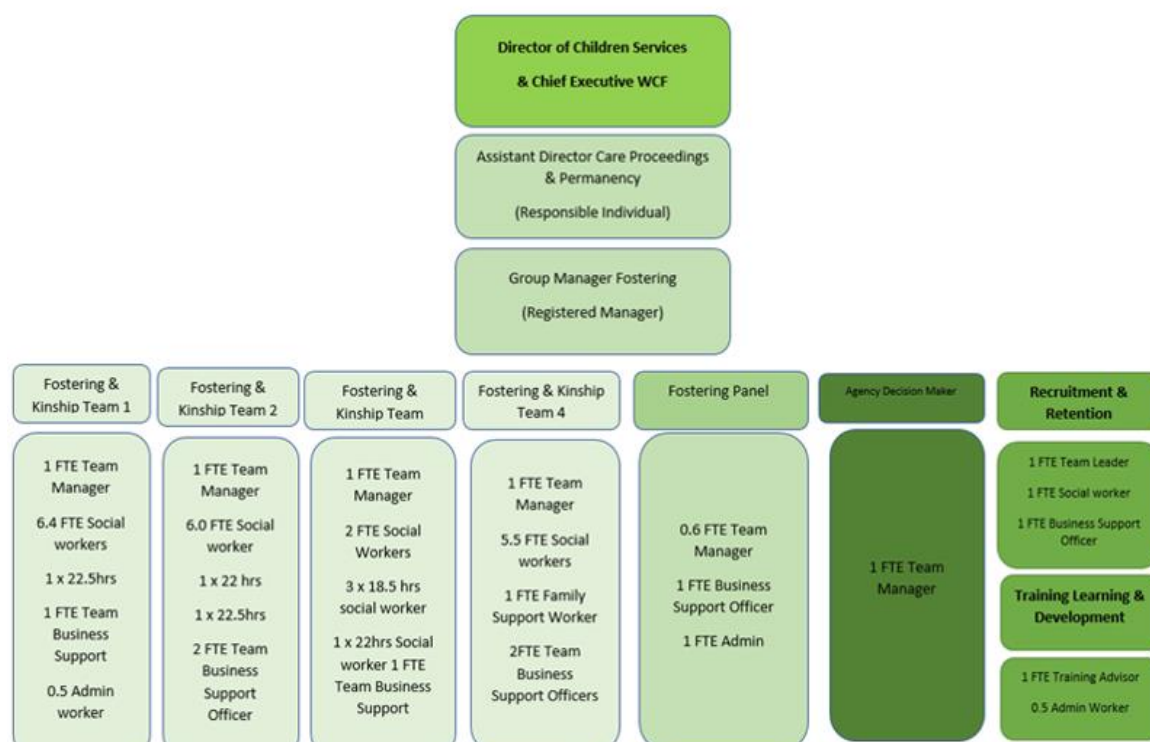 Director of Children Services
& Chief Executive WCF
Assistant Director Care Proceedings
& Permanency
(Responsible Individual)
Group Manager Fostering
(Registered Manager)
Fostering &
Kinship Team 1
1 FTE Team
Manager
6.4 FTE Social
workers
1 x 22.5hrs
1 FTE Team
Business
Support
0.5 Admin
worker
Fostering &
Kinship Team 2
1 FTE Team
Manager
6.0 FTE Social
worker
1 x 22 hrs
1 x 22.5hrs
2 FTE Team
Business
Support
Officer
Fostering &
Kinship Team
1 FTE Team
Manager
2 FTE Social
Workers
3 x 18.5 hrs
social worker
1 x 22hrs Social
worker 1 FTE
Team Business
Support
Fostering & Kinship
Team 4
1 FTE Team
Manager
5.5 FTE Social
workers
1 FTE Family
Support Worker
2FTE Team
Business
Support Officers
Fostering Panel
0.6 FTE Team
Manager
1 FTE Business
Support Officer
1 FTE Admin
Agency Decision Maker
1 FTE Team
Manager
Recruitment &
Retention
1 FTE Team Leader
1 FTE Social worker
1 FTE Business Support
Officer
Training Learning &
Development
1 FTE Training Advisor
0.5 Admin Worker